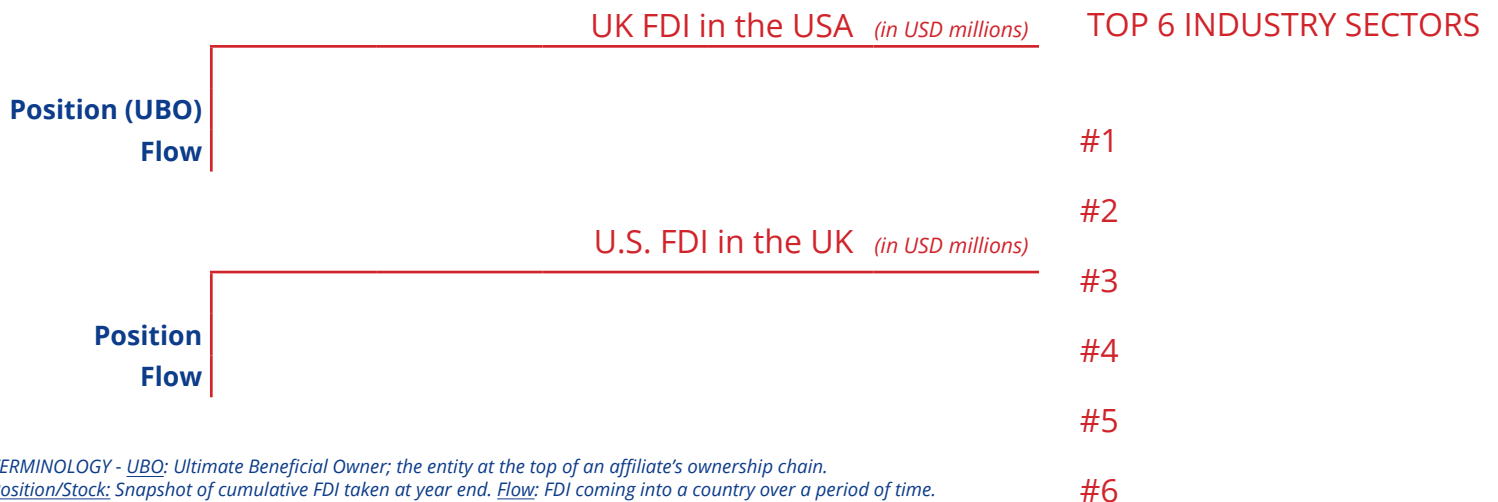 UK FDI in the USA (in USD millions)
Position (UBO)
Flow
U.S. FDI in the UK (in USD millions)
Position
Flow
TOP 6 INDUSTRY SECTORS
#1
#2
#3
#4
#5
#6
ERMINOLOGY - UBO: Ultimate Beneficial Owner; the entity at the top of an affiliate's ownership chain.
osition/Stock: Snapshot of cumulative FDI taken at year end. Flow: FDI coming into a country over a period of time.